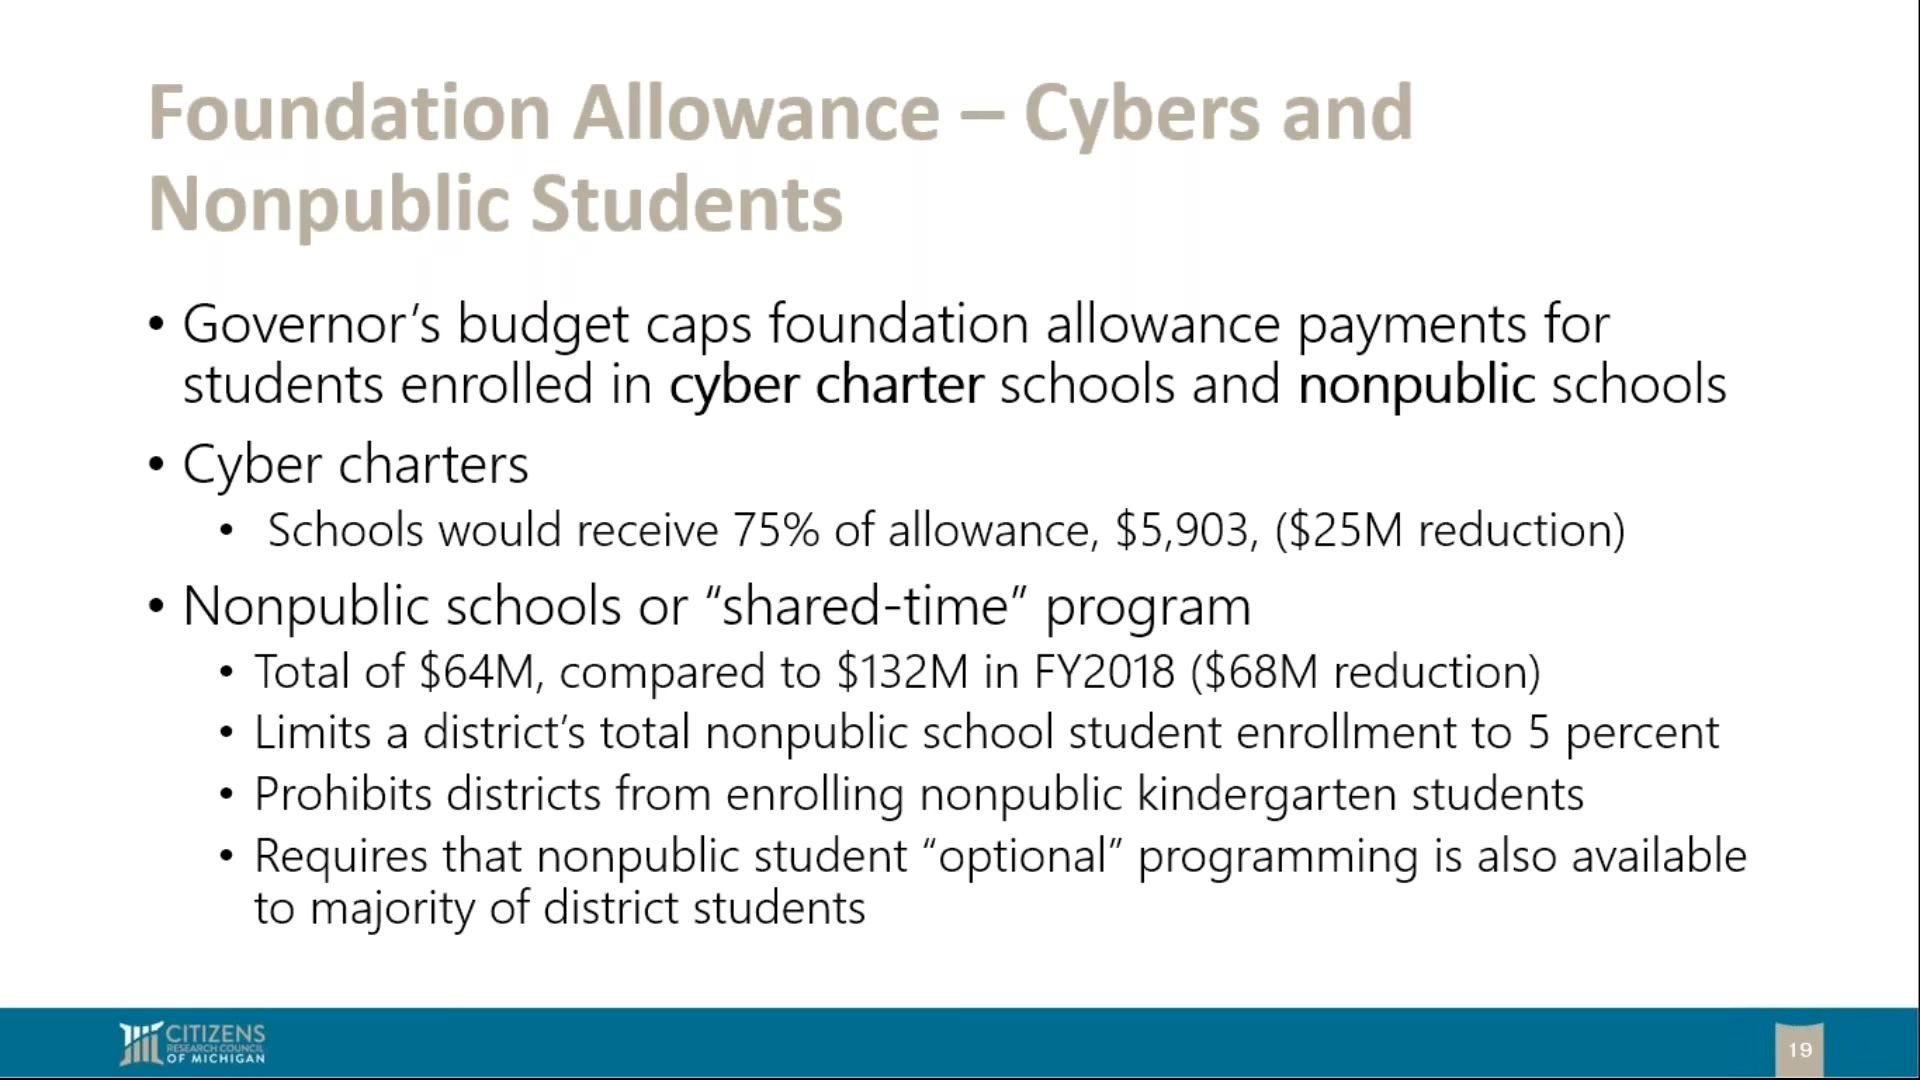 Foundation Allowance – Cybers and
Nonpublic Students
• Governor’s budget caps foundation allowance payments for
students enrolled in cyber charter schools and nonpublic schools
• Cyber charters
• Schools would receive 75% of allowance, $5,903, ($25M reduction)
• Nonpublic schools or “shared-time” program
• Total of $64M, compared to $132M in FY2018 ($68M reduction)
• Limits a district’s total nonpublic school student enrollment to 5 percent
• Prohibits districts from enrolling nonpublic kindergarten students
• Requires that nonpublic student “optional” programming is also available
to majority of district students
CITIZENS
RESEARCH COUNCIL
OF MICHIGAN
19